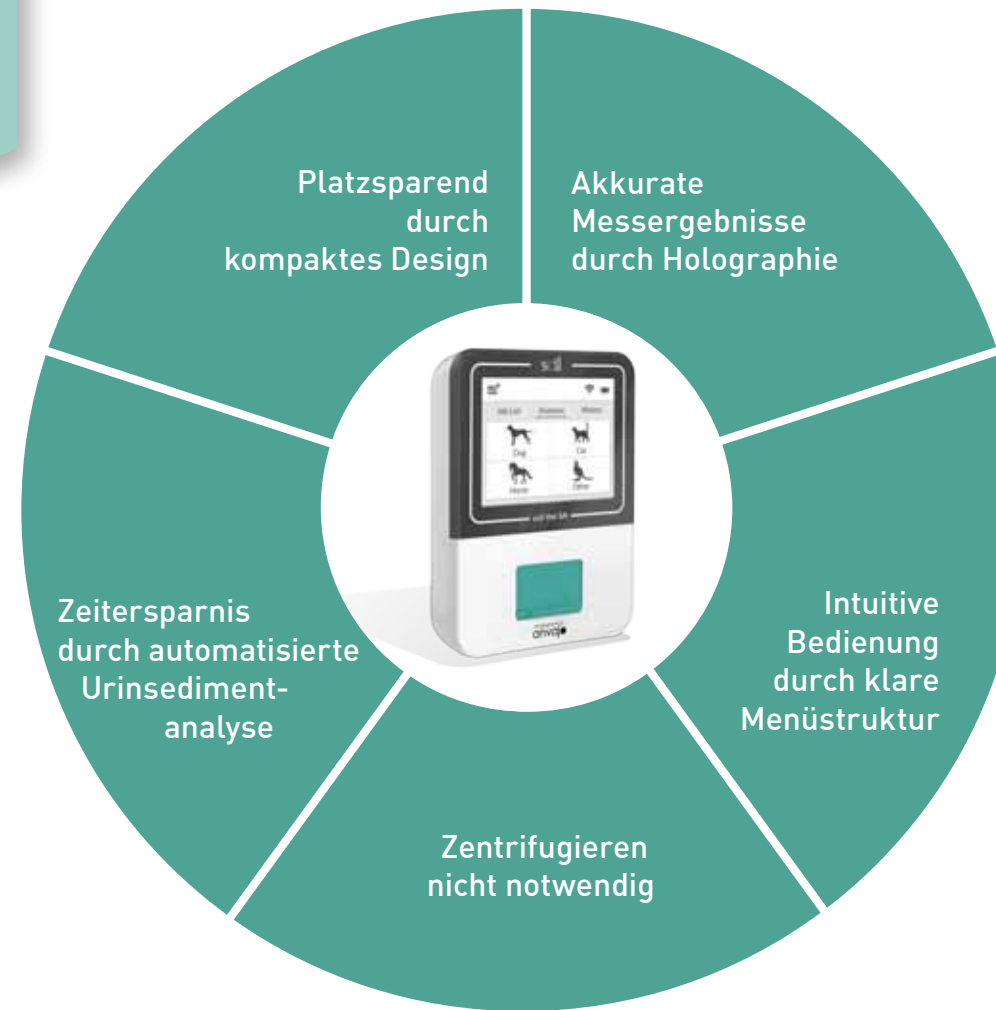 Platzsparend
durch
kompaktes Design
Akkurate
Messergebnisse
durch Holographie
Intuitive
Bedienung
durch klare
Menüstruktur
Zentrifugieren
nicht notwendig
Zeitersparnis
durch automatisierte
Urinsediment-
analyse
Dog
Cat
Horse
Other
anvajo